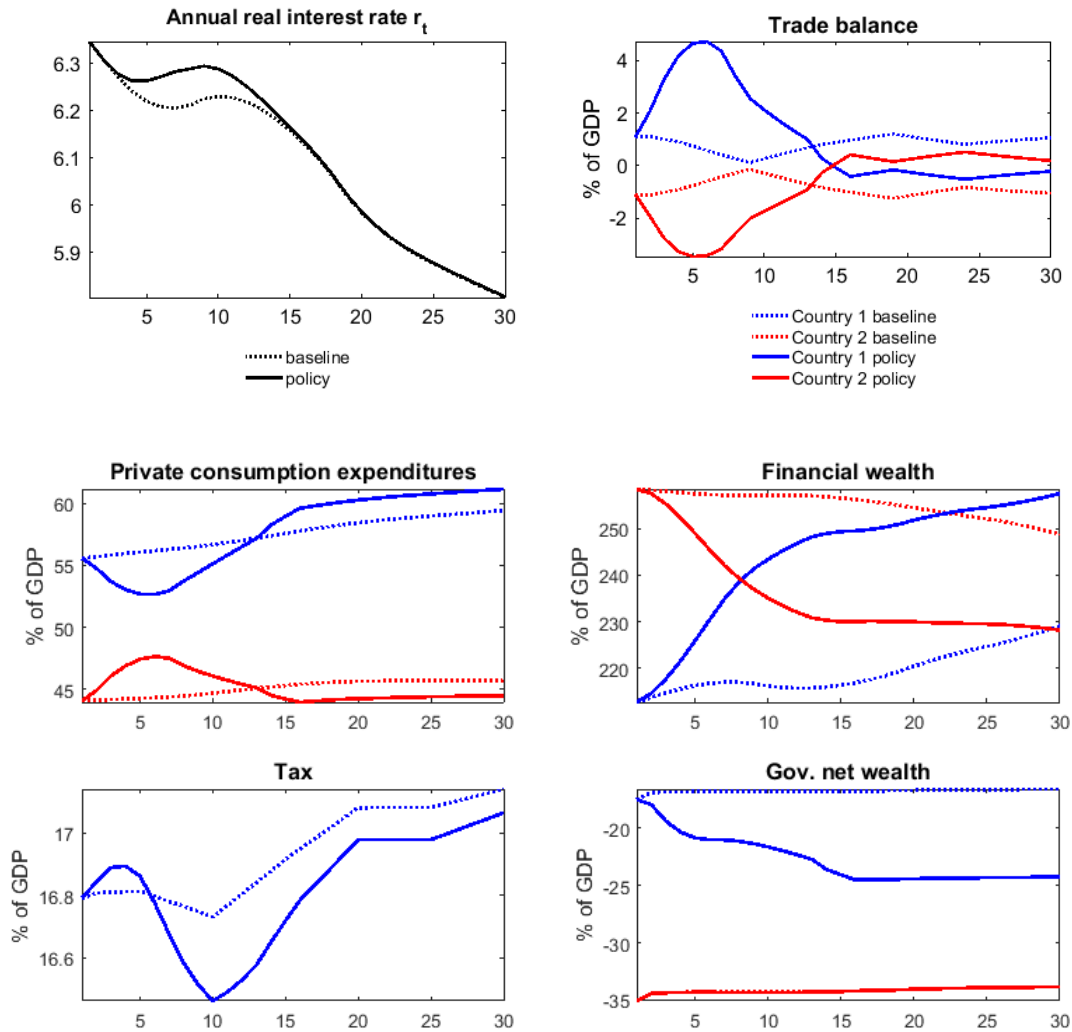 Annual real interest rate r_t
6.3
6.2
6.1
6
5.9
5 10 15 20 25 30
baseline
policy
Trade balance
% of GDP
4
2
0
-2
5 10 15 20 25 30
Country 1 baseline
Country 2 baseline
Country 1 policy
Country 2 policy
Private consumption expenditures
% of GDP
60
55
50
45
5 10 15 20 25 30
Financial wealth
% of GDP
250
240
230
220
5 10 15 20 25 30
Tax
% of GDP
17
16.8
16.6
5 10 15 20 25 30
Gov. net wealth
% of GDP
-20
-25
-30
-35
5 10 15 20 25 30